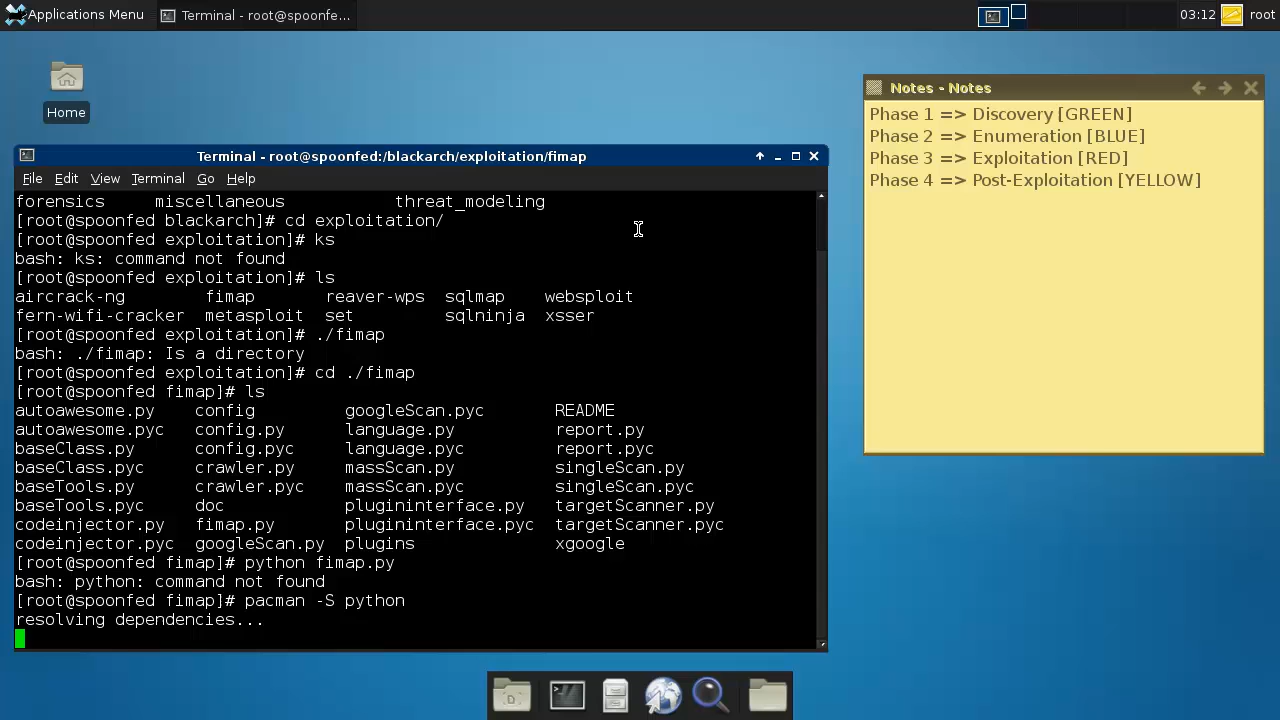 Applications Menu
Terminal - root@spoonfe...
03:12
root
Home
Terminal - root@spoonfed:/blackarch/exploitation/fimap
File Edit View Terminal Go Help
forensics miscellaneous threat_modeling
[root@spoonfed blackarch]# cd exploitation/
[root@spoonfed exploitation]# ks
bash: ks: command not found
[root@spoonfed exploitation]# ls
aircrack-ng fimap reaver-wps sqlmap websploit
fern-wifi-cracker metasploit set sqlninja xsser
[root@spoonfed exploitation]# ./fimap
bash: ./fimap: Is a directory
[root@spoonfed exploitation]# cd ./fimap
[root@spoonfed fimap]# ls
autoawesome.py config googleScan.pyc README
autoawesome.pyc config.py language.py report.py
baseClass.py config.pyc language.pyc report.pyc
baseClass.pyc crawler.py massScan.py singleScan.py
baseTools.py crawler.pyc massScan.pyc singleScan.pyc
baseTools.pyc doc plugininterface.py targetScanner.py
codeinjector.py fimap.py plugininterface.pyc targetScanner.pyc
codeinjector.pyc googleScan.py plugins xgoogle
[root@spoonfed fimap]# python fimap.py
bash: python: command not found
[root@spoonfed fimap]# pacman -S python
resolving dependencies...
Notes - Notes
Phase 1 => Discovery [GREEN]
Phase 2 => Enumeration [BLUE]
Phase 3 => Exploitation [RED]
Phase 4 => Post-Exploitation [YELLOW]